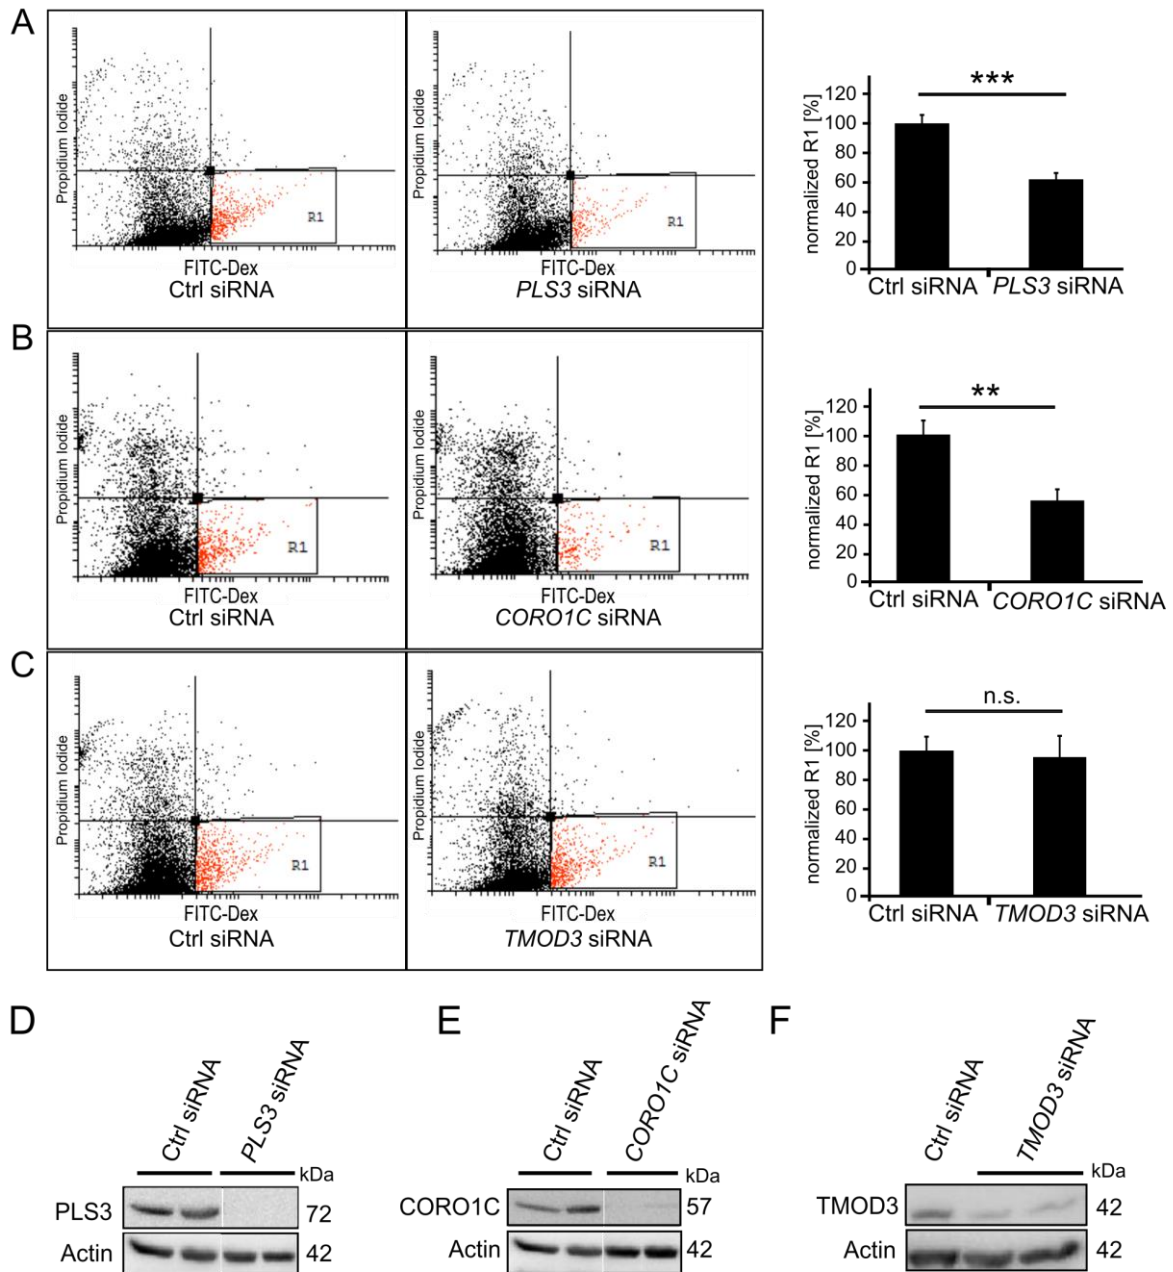 A
Propidium Iodide
R1
FITC-Dex
Ctrl siRNA
Propidium Iodide
R1
FITC-Dex
PLS3 siRNA
normalized R1 [%]
120
100
80
60
40
20
0
***
Ctrl siRNA
PLS3 siRNA
B
Propidium Iodide
R1
FITC-Dex
Ctrl siRNA
Propidium Iodide
R1
FITC-Dex
CORO1C siRNA
normalized R1 [%]
120
100
80
60
40
20
0
**
Ctrl siRNA
CORO1C siRNA
C
Propidium Iodide
R1
FITC-Dex
Ctrl siRNA
Propidium Iodide
R1
FITC-Dex
TMOD3 siRNA
normalized R1 [%]
120
100
80
60
40
20
0
n.s.
Ctrl siRNA
TMOD3 siRNA
D
Ctrl siRNA
PLS3 siRNA
kDa
PLS3
72
Actin
42
E
Ctrl siRNA
CORO1C siRNA
kDa
CORO1C
57
Actin
42
F
Ctrl siRNA
TMOD3 siRNA
kDa
TMOD3
42
Actin
42